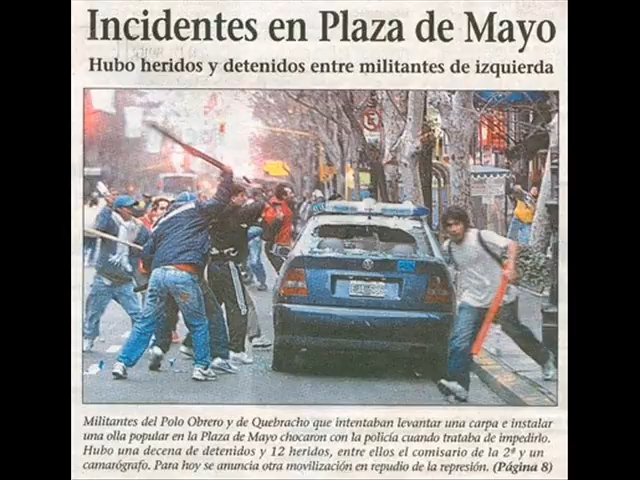 Incidentes en Plaza de Mayo
Hubo heridos y detenidos entre militantes de izquierda
E
Militantes del Polo Obrero y de Quebracho que intentaban levantar una carpa e instalar
una olla popular en la Plaza de Mayo chocaron con la policía cuando trataba de impedirlo.
Hubo una decena de detenidos y 12 heridos, entre ellos el comisario de la 2ª y un
camarógrafo. Para hoy se anuncia otra movilización en repudio de la represión. (Página 8)